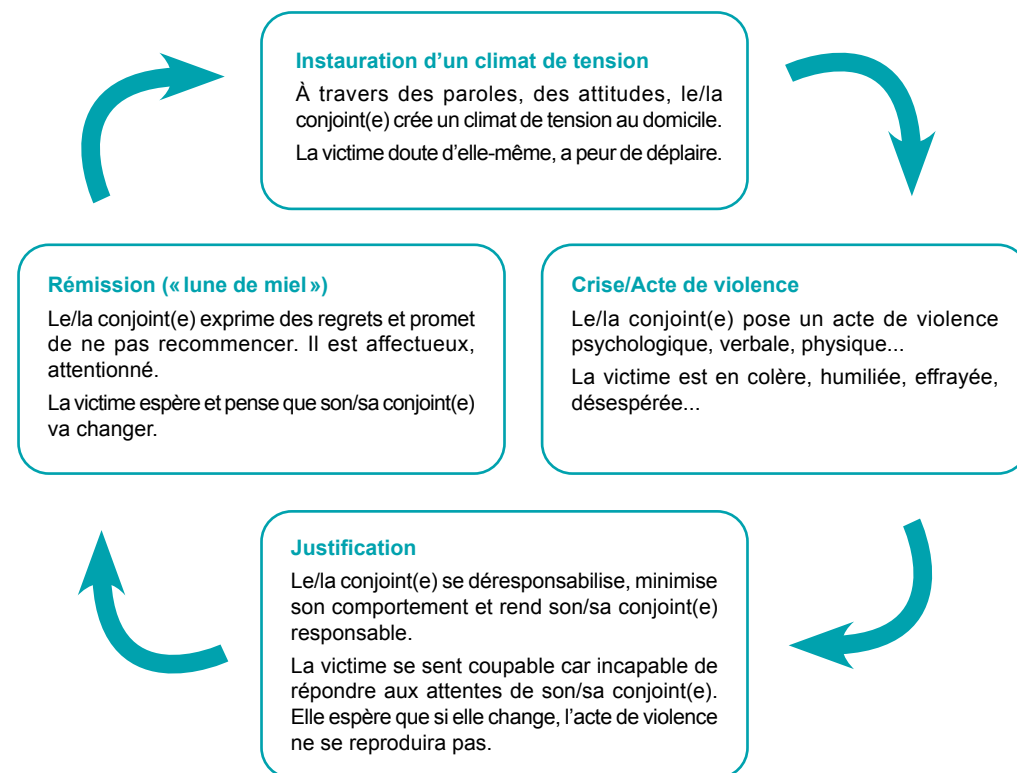 Instauration d’un climat de tension
À travers des paroles, des attitudes, le/la
conjoint(e) crée un climat de tension au domicile.
La victime doute d’elle-même, a peur de déplaire.
Crise/Acte de violence
Le/la conjoint(e) pose un acte de violence
psychologique, verbale, physique...
La victime est en colère, humiliée, effrayée,
désespérée...
Justification
Le/la conjoint(e) se déresponsabilise, minimise
son comportement et rend son/sa conjoint(e)
responsable.
La victime se sent coupable car incapable de
répondre aux attentes de son/sa conjoint(e).
Elle espère que si elle change, l’acte de violence
ne se reproduira pas.
Rémission (« lune de miel »)
Le/la conjoint(e) exprime des regrets et promet
de ne pas recommencer. Il est affectueux,
attentionné.
La victime espère et pense que son/sa conjoint(e)
va changer.